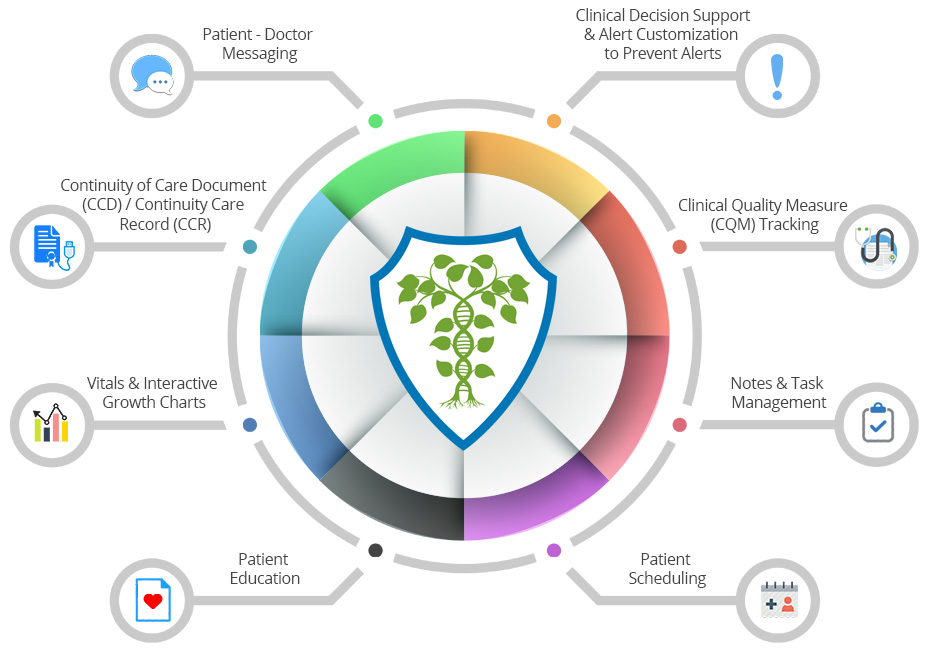 Patient - Doctor
Messaging
Clinical Decision Support
& Alert Customization
to Prevent Alerts
Continuity of Care Document
(CCD) / Continuity Care
Record (CCR)
Clinical Quality Measure
(CQM) Tracking
Vitals & Interactive
Growth Charts
Notes & Task
Management
Patient
Education
Patient
Scheduling